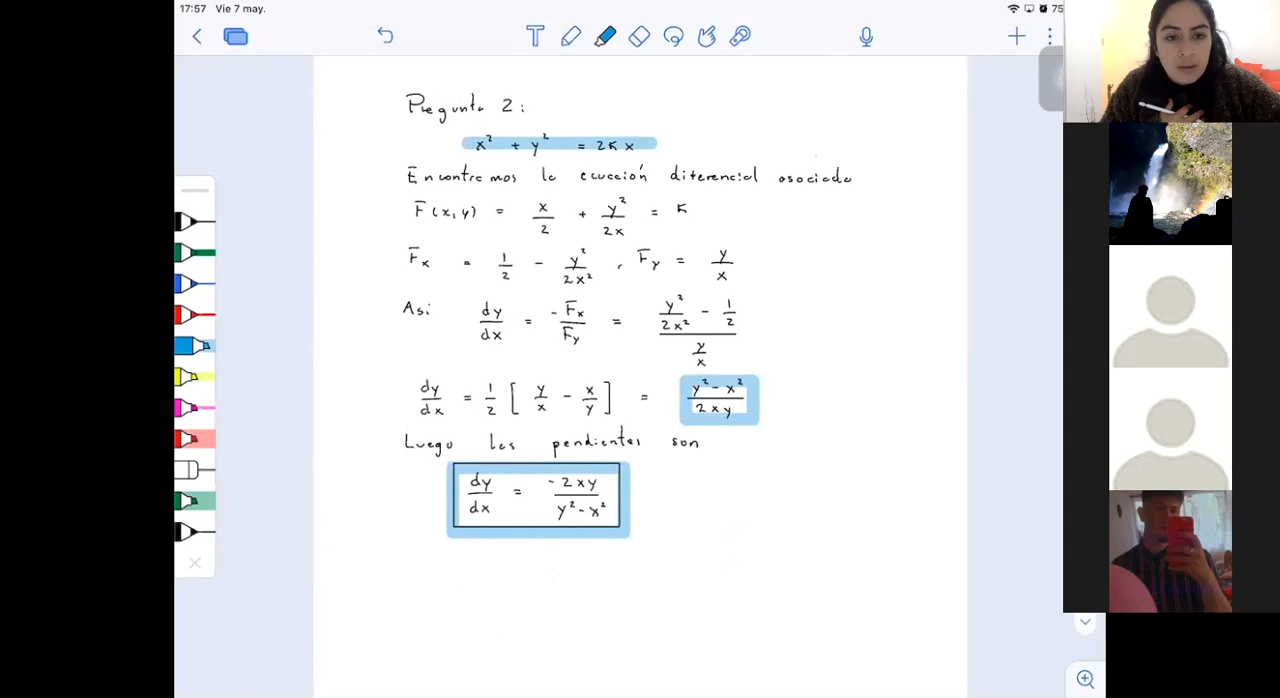 17:57 Vie 7 may.
75
Pregunta 2:
x² + y² = 2kx
Encontremos la ecuación diferencial asociada
F(x,y) = x/2 + y²/2x = k
Fx = 1/2 - y²/2x² , Fy = y/x
Así dy/dx = -Fx/Fy = (y²/2x² - 1/2)/(y/x)
dy/dx = 1/2 [ y/x - x/y ] = (y² - x²)/2xy
Luego las pendientes son
dy/dx = -2xy/(y² - x²)